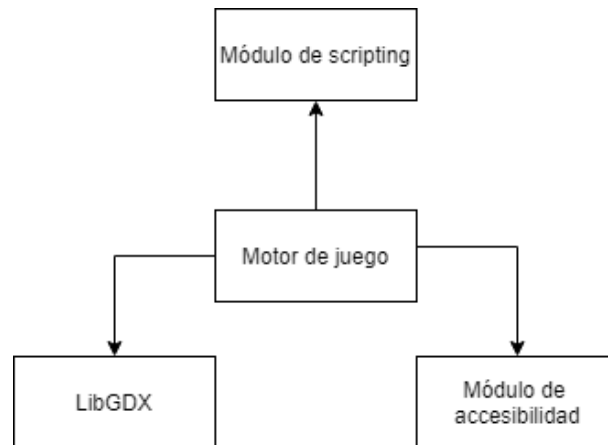 Módulo de scripting
Motor de juego
LibGDX
Módulo de
accesibilidad